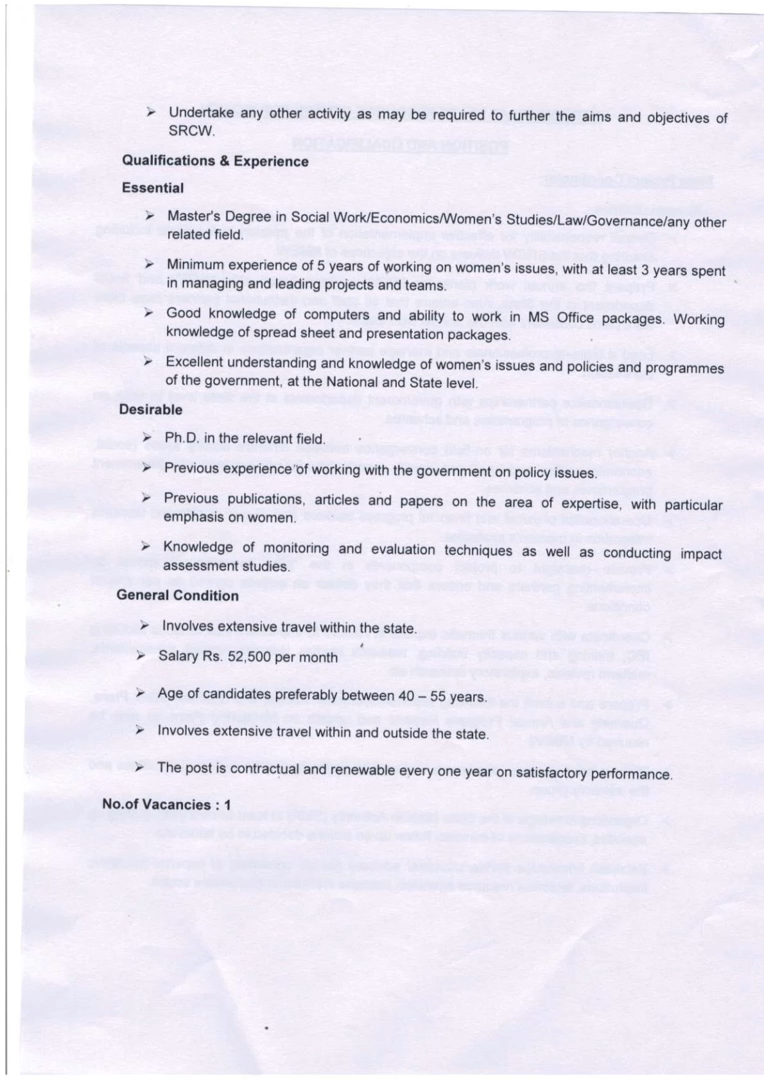 ➢ Undertake any other activity as may be required to further the aims and objectives of
SRCW.
Qualifications & Experience
Essential
➢ Master's Degree in Social Work/Economics/Women's Studies/Law/Governance/any other
related field.
➢ Minimum experience of 5 years of working on women's issues, with at least 3 years spent
in managing and leading projects and teams.
➢ Good knowledge of computers and ability to work in MS Office packages. Working
knowledge of spread sheet and presentation packages.
➢ Excellent understanding and knowledge of women's issues and policies and programmes
of the government, at the National and State level.
Desirable
➢ Ph.D. in the relevant field.
➢ Previous experience of working with the government on policy issues.
➢ Previous publications, articles and papers on the area of expertise, with particular
emphasis on women.
➢ Knowledge of monitoring and evaluation techniques as well as conducting impact
assessment studies.
General Condition
➢ Involves extensive travel within the state.
➢ Salary Rs. 52,500 per month
➢ Age of candidates preferably between 40 – 55 years.
➢ Involves extensive travel within and outside the state.
➢ The post is contractual and renewable every one year on satisfactory performance.
No.of Vacancies : 1